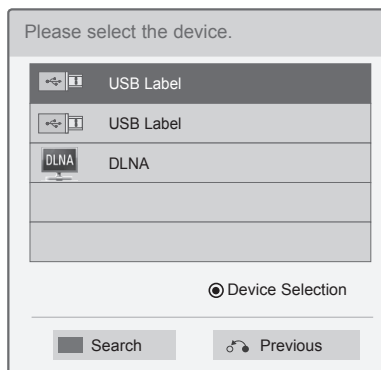 Please select the device.
USB Label
USB Label
DLNA DLNA
Device Selection
Search Previous